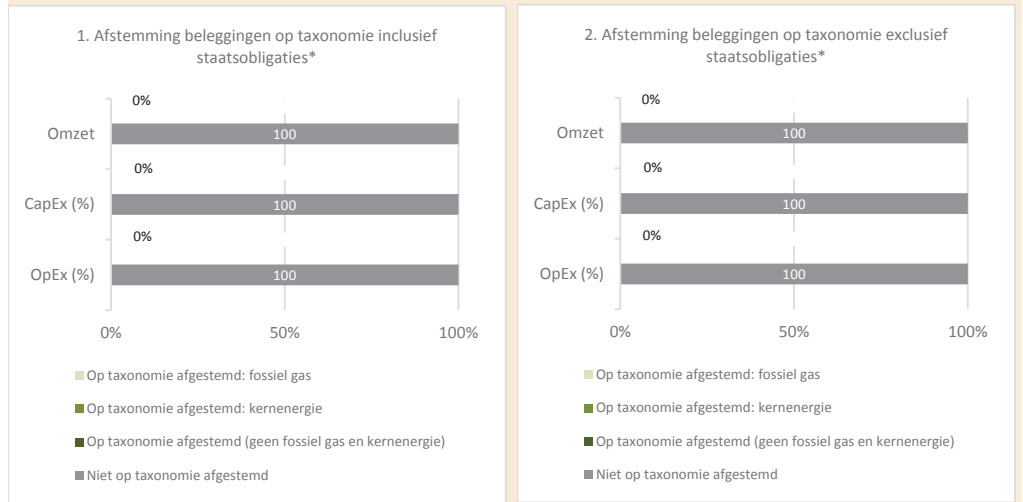 1. Afstemming beleggingen op taxonomie inclusief
staatsobligaties*
0%
Omzet
100
0%
CapEx (%)
100
0%
OpEx (%)
100
0%
50%
100%
Op taxonomie afgestemd: fossiel gas
Op taxonomie afgestemd: kernenergie
Op taxonomie afgestemd (geen fossiel gas en kernenergie)
Niet op taxonomie afgestemd
2. Afstemming beleggingen op taxonomie exclusief
staatsobligaties*
0%
Omzet
100
0%
CapEx (%)
100
0%
OpEx (%)
100
0%
50%
100%
Op taxonomie afgestemd: fossiel gas
Op taxonomie afgestemd: kernenergie
Op taxonomie afgestemd (geen fossiel gas en kernenergie)
Niet op taxonomie afgestemd